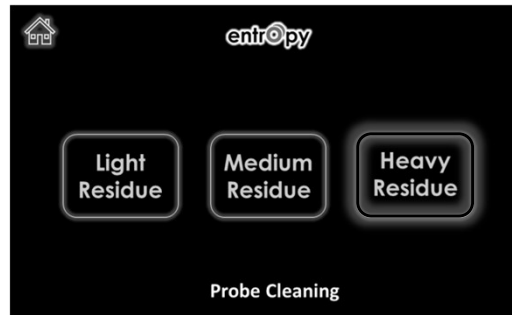 entropy
Light
Residue
Medium
Residue
Heavy
Residue
Probe Cleaning